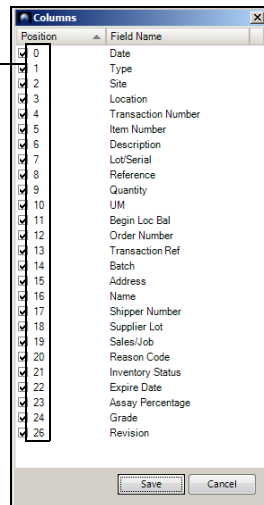 Columns
Position Field Name
0 Date
1 Type
2 Site
3 Location
4 Transaction Number
5 Item Number
6 Description
7 Lot/Serial
8 Reference
9 Quantity
10 UM
11 Begin Loc Bal
12 Order Number
13 Transaction Ref
14 Batch
15 Address
16 Name
17 Shipper Number
18 Supplier Lot
19 Sales/Job
20 Reason Code
21 Inventory Status
22 Expire Date
23 Assay Percentage
24 Grade
26 Revision
Save Cancel